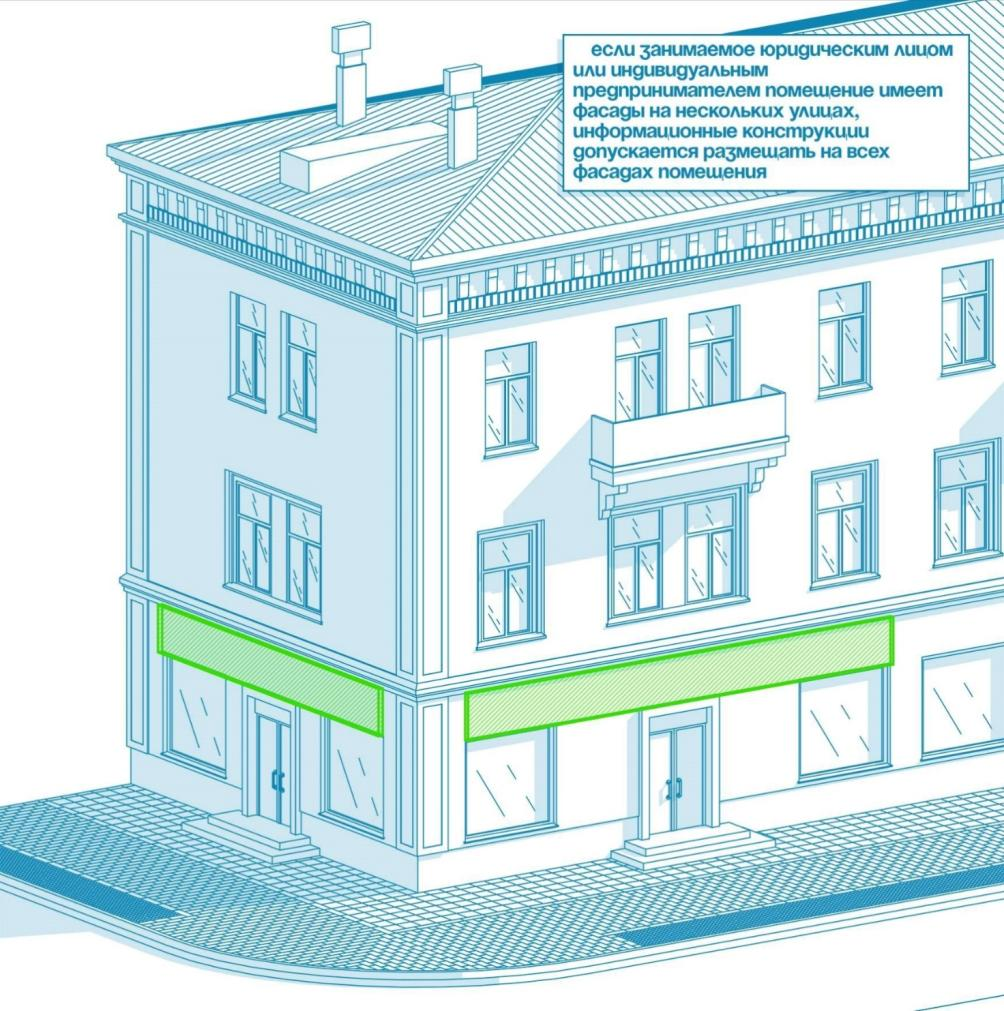 если занимаемое юридическим лицом
или индивидуальным
предпринимателем помещение имеет
фасады на нескольких улицах,
информационные конструкции
допускается размещать на всех
фасадах помещения